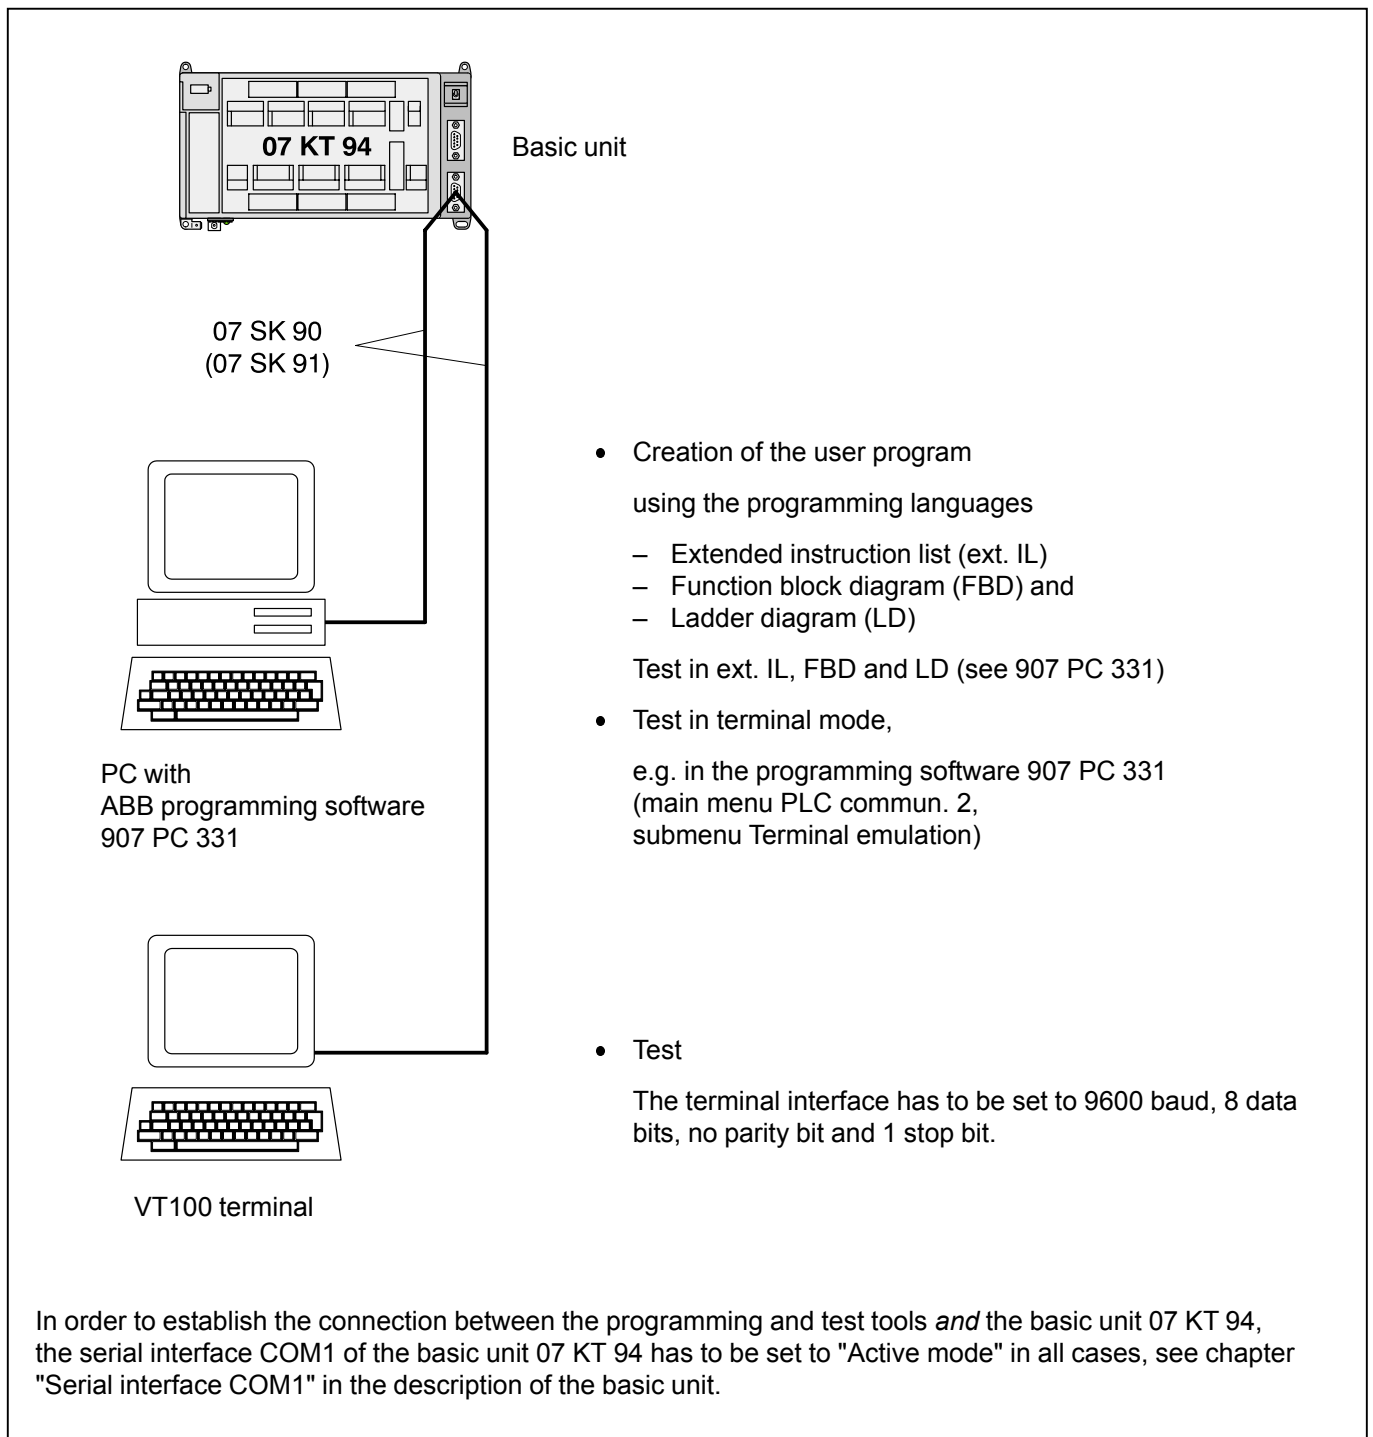 07 KT 94
Basic unit
07 SK 90
(07 SK 91)
• Creation of the user program
using the programming languages
– Extended instruction list (ext. IL)
– Function block diagram (FBD) and
– Ladder diagram (LD)
Test in ext. IL, FBD and LD (see 907 PC 331)
• Test in terminal mode,
e.g. in the programming software 907 PC 331
(main menu PLC commun. 2,
submenu Terminal emulation)
PC with
ABB programming software
907 PC 331
• Test
The terminal interface has to be set to 9600 baud, 8 data
bits, no parity bit and 1 stop bit.
VT100 terminal
In order to establish the connection between the programming and test tools and the basic unit 07 KT 94,
the serial interface COM1 of the basic unit 07 KT 94 has to be set to "Active mode" in all cases, see chapter
"Serial interface COM1" in the description of the basic unit.